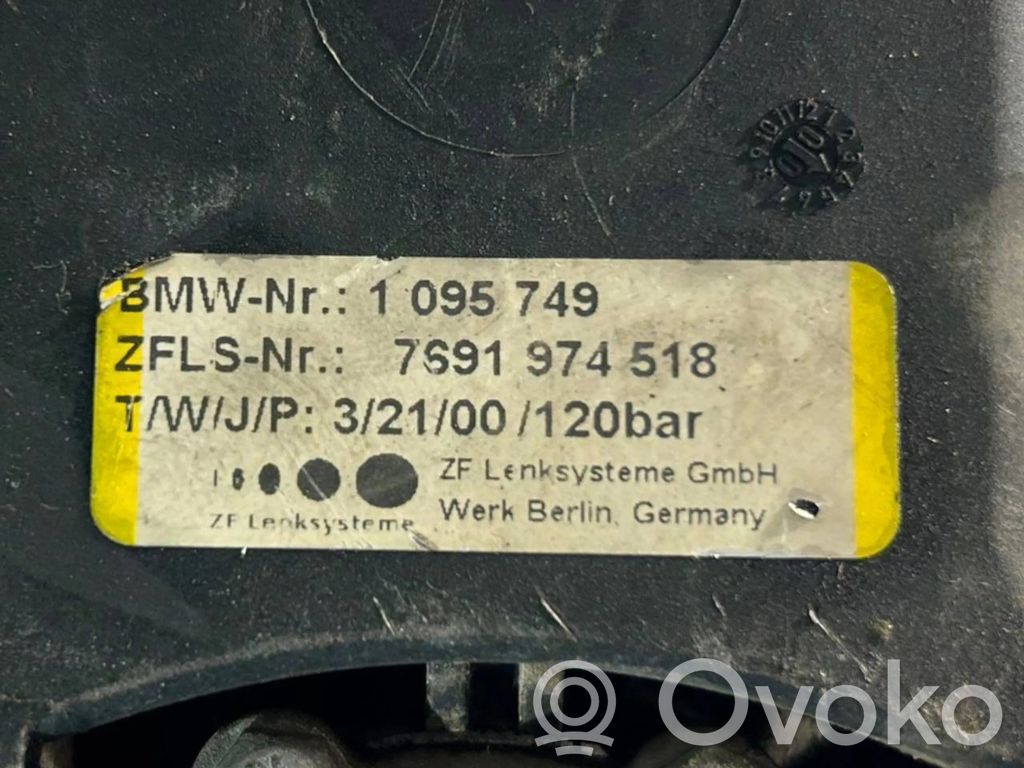 BMW-Nr.: 1 095 749
ZFLS-Nr.: 7691 974 518
T/W/J/P: 3/21/00 /120bar
ZF Lenksysteme GmbH
ZF Lenksysteme
Werk Berlin, Germany
Ovoko